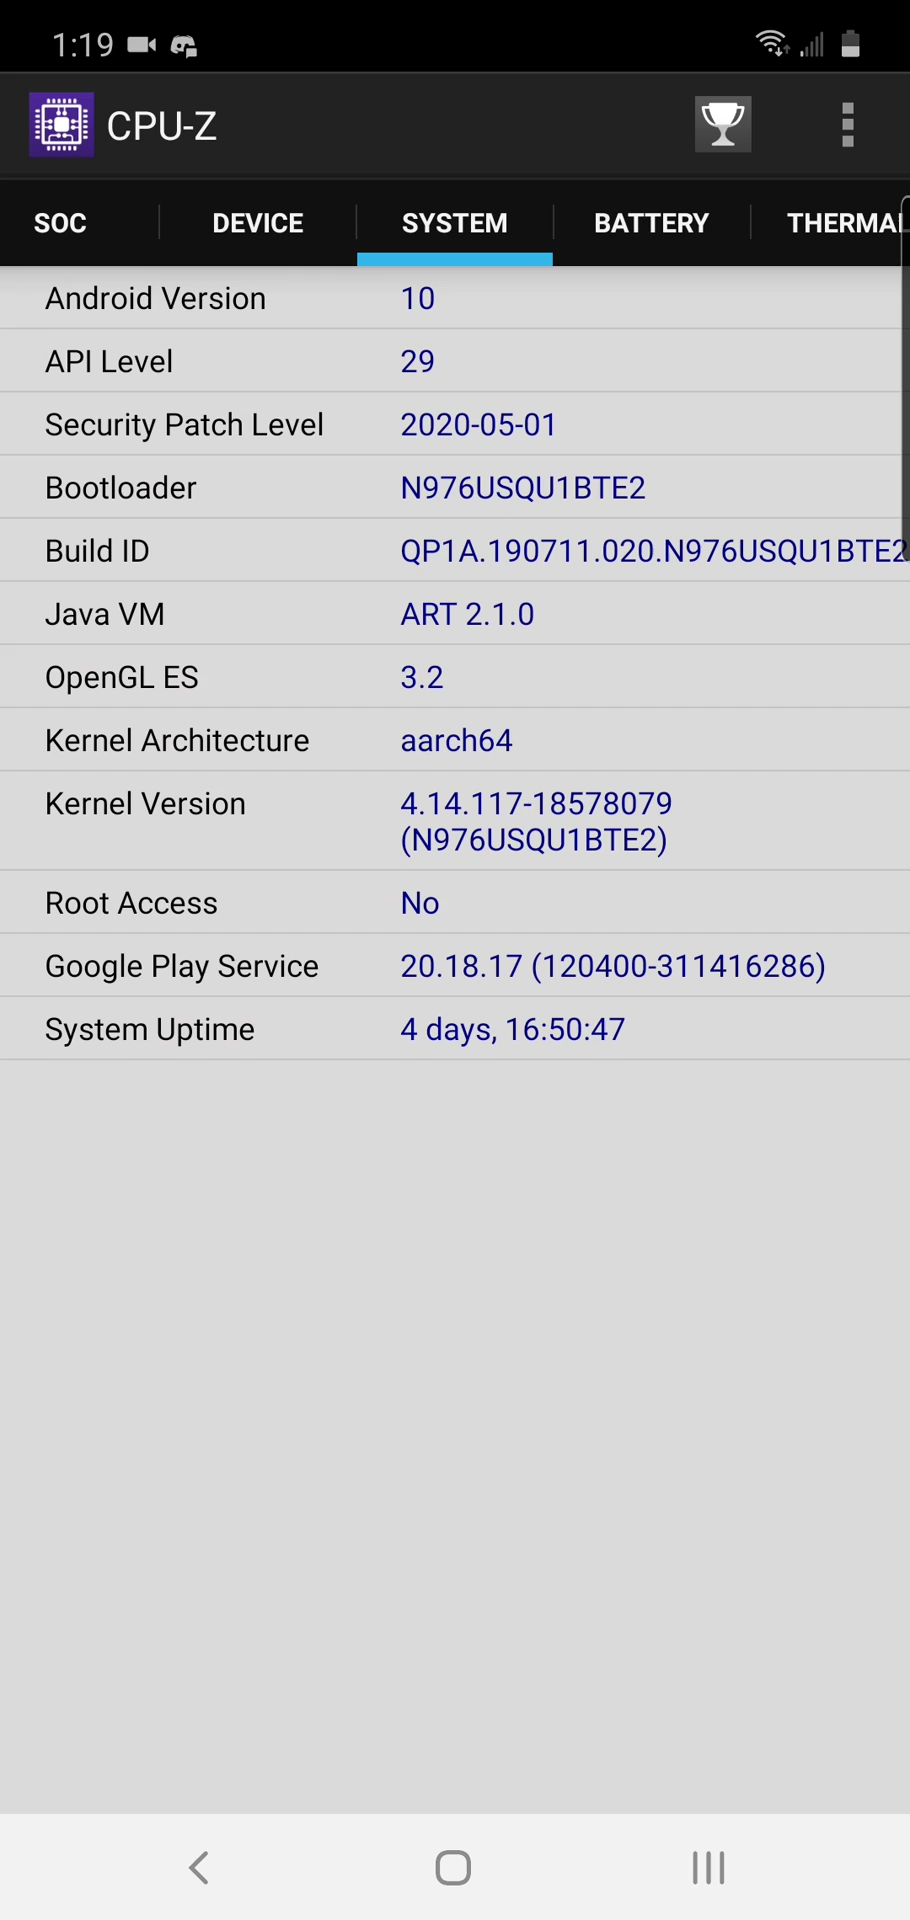 1:19
CPU-Z
SOC
DEVICE
SYSTEM
BATTERY
THERMAL
Android Version
10
API Level
29
Security Patch Level
2020-05-01
Bootloader
N976USQU1BTE2
Build ID
QP1A.190711.020.N976USQU1BTE2
Java VM
ART 2.1.0
OpenGL ES
3.2
Kernel Architecture
aarch64
Kernel Version
4.14.117-18578079
(N976USQU1BTE2)
Root Access
No
Google Play Service
20.18.17 (120400-311416286)
System Uptime
4 days, 16:50:47